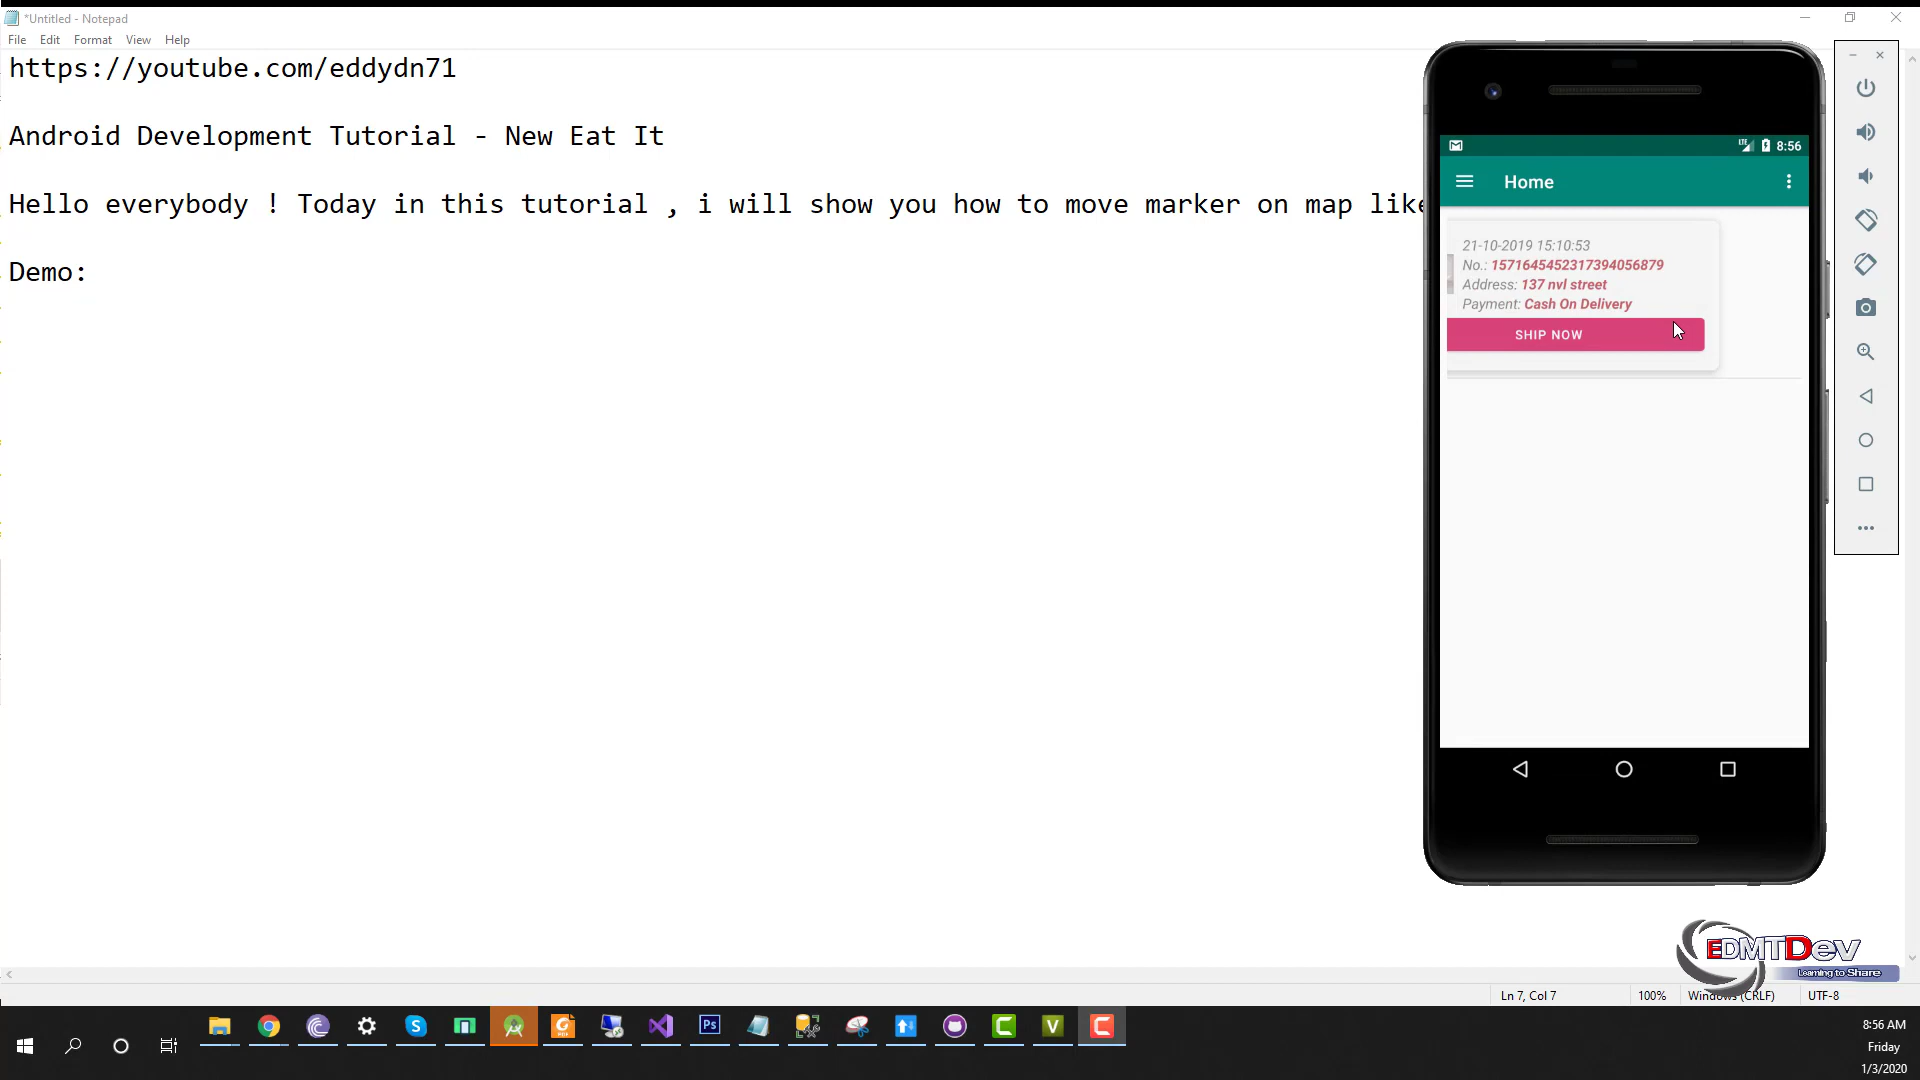 *Untitled - Notepad
File Edit Format View Help
https://youtube.com/eddydn71
Android Development Tutorial - New Eat It
Hello everybody ! Today in this tutorial , i will show you how to move marker on map like
Demo:
LTE 8:56
Home
21-10-2019 15:10:53
No.: 1571645452317394056879
Address: 137 nvl street
Payment: Cash On Delivery
SHIP NOW
EDMTDev
Learning to Share
Ln 7, Col 7 100% Windows (CRLF) UTF-8
Ps
8:56 AM
Friday
1/3/2020